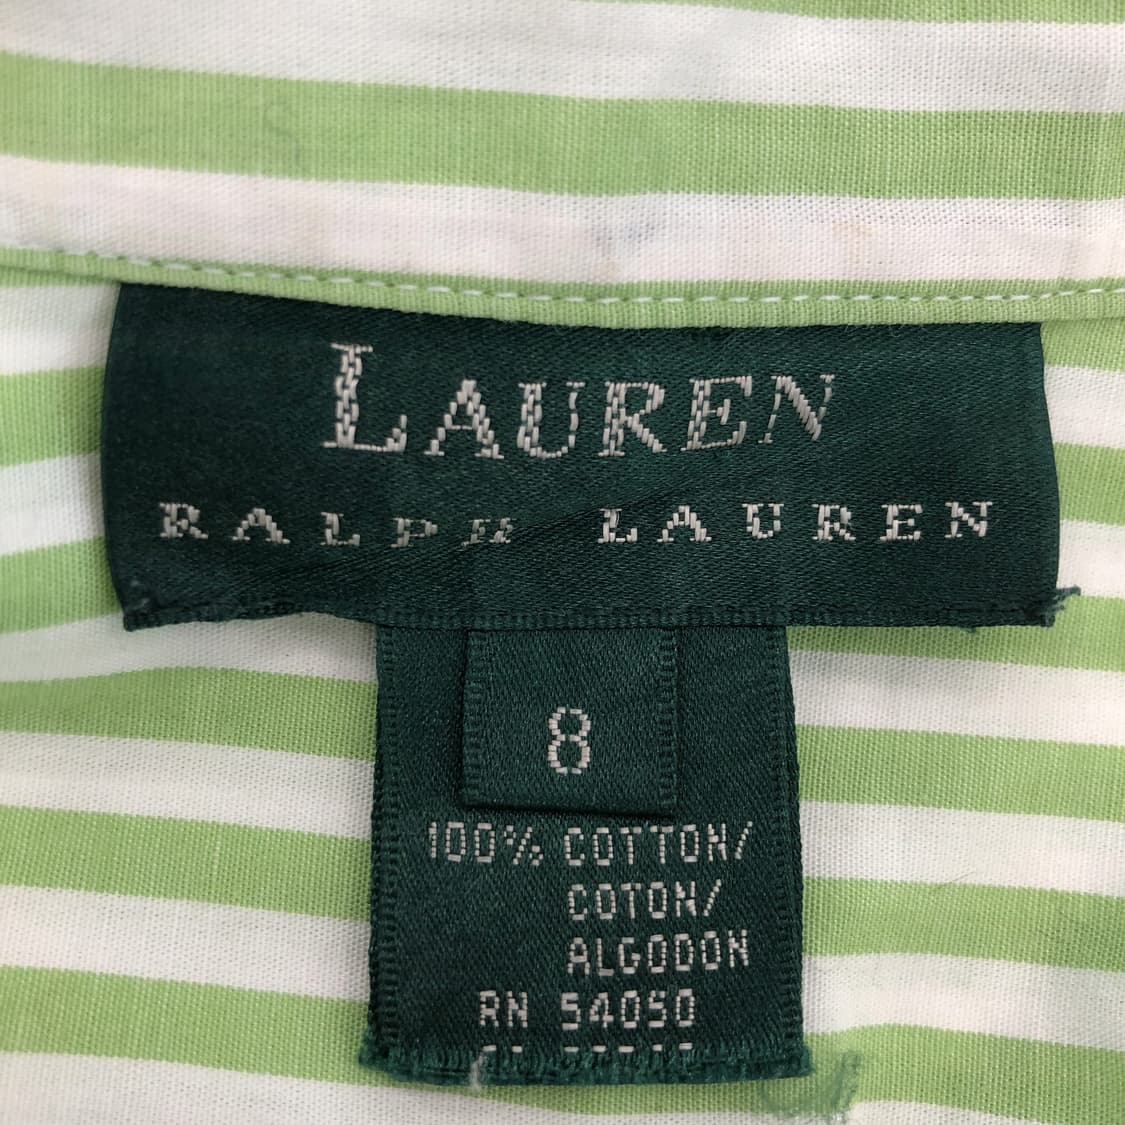 LAUREN
RALPH LAUREN
8
100% COTTON/
COTON/
ALGODON
RN 54050